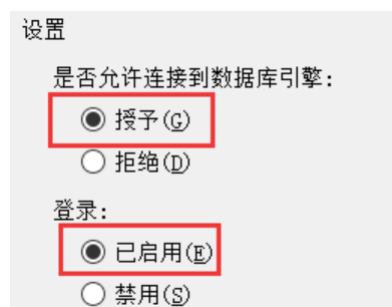 设置
是否允许连接到数据库引擎:
授予(G)
拒绝(D)
登录:
已启用(E)
禁用(S)